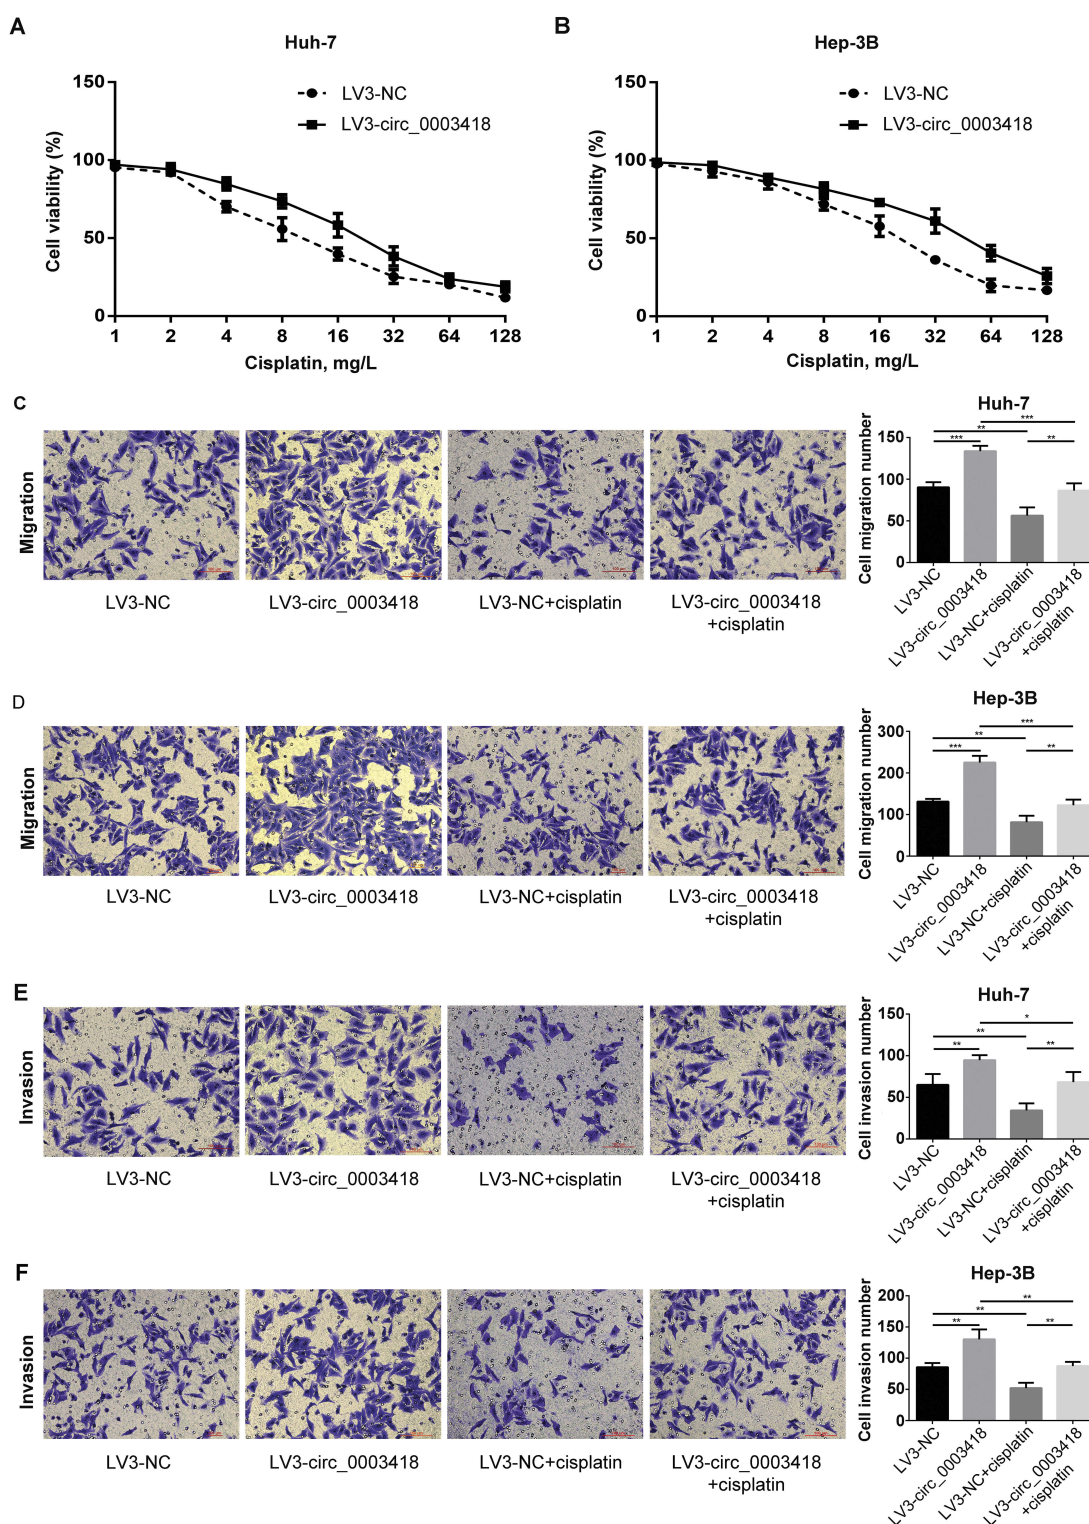 A
Huh-7
150
100
50
0
Cell viability (%)
LV3-NC
LV3-circ_0003418
1 2 4 8 16 32 64 128
Cisplatin, mg/L
B
Hep-3B
150
100
50
0
Cell viability (%)
LV3-NC
LV3-circ_0003418
1 2 4 8 16 32 64 128
Cisplatin, mg/L
C
Migration
LV3-NC
LV3-circ_0003418
LV3-NC+cisplatin
LV3-circ_0003418
+cisplatin
Huh-7
Cell migration number
150
100
50
0
***
**
***
**
LV3-NC
LV3-circ_0003418
LV3-NC+cisplatin
LV3-circ_0003418
+cisplatin
D
Migration
LV3-NC
LV3-circ_0003418
LV3-NC+cisplatin
LV3-circ_0003418
+cisplatin
Hep-3B
Cell migration number
300
200
100
0
***
**
***
**
LV3-NC
LV3-circ_0003418
LV3-NC+cisplatin
LV3-circ_0003418
+cisplatin
E
Invasion
LV3-NC
LV3-circ_0003418
LV3-NC+cisplatin
LV3-circ_0003418
+cisplatin
Huh-7
Cell invasion number
150
100
50
0
*
**
**
**
LV3-NC
LV3-circ_0003418
LV3-NC+cisplatin
LV3-circ_0003418
+cisplatin
F
Invasion
LV3-NC
LV3-circ_0003418
LV3-NC+cisplatin
LV3-circ_0003418
+cisplatin
Hep-3B
Cell invasion number
200
150
100
50
0
**
**
**
**
LV3-NC
LV3-circ_0003418
LV3-NC+cisplatin
LV3-circ_0003418
+cisplatin